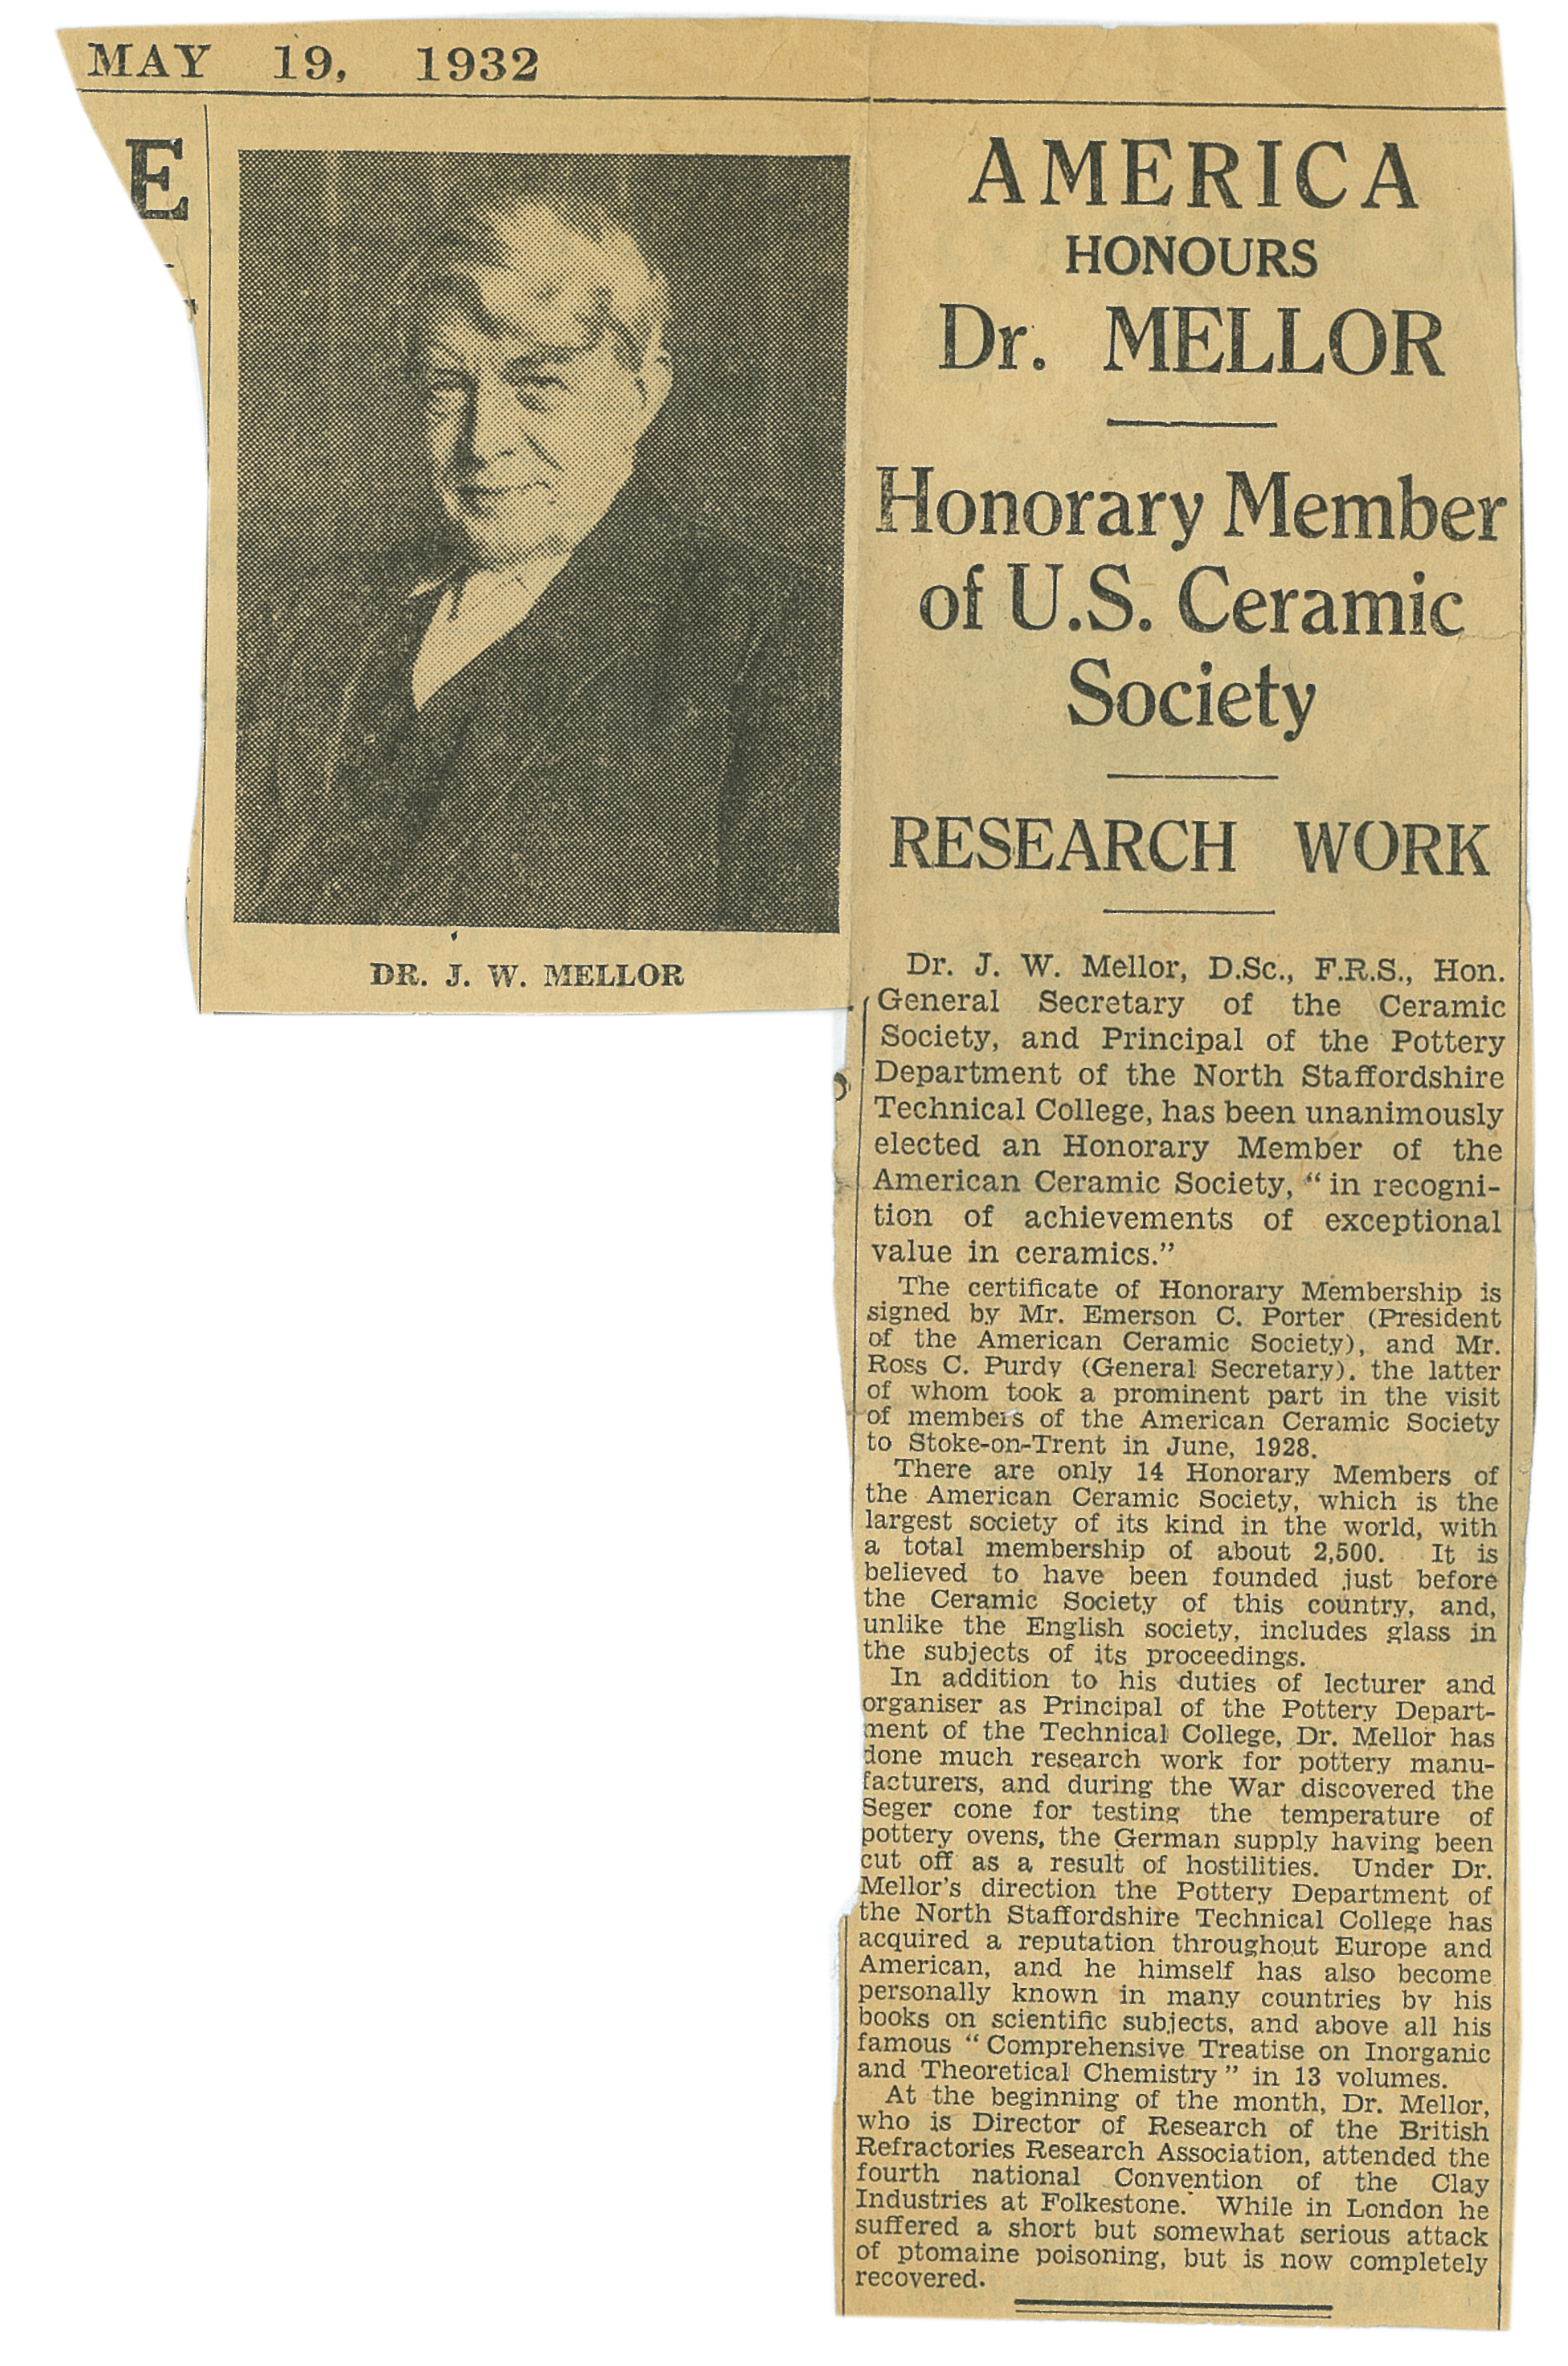 MAY 19, 1932
E
DR. J. W. MELLOR
AMERICA
HONOURS
Dr. MELLOR
Honorary Member
of U.S. Ceramic
Society
RESEARCH WORK
Dr. J. W. Mellor, D.Sc., F.R.S., Hon.
General Secretary of the Ceramic
Society, and Principal of the Pottery
Department of the North Staffordshire
Technical College, has been unanimously
elected an Honorary Member of the
American Ceramic Society, “in recogni-
tion of achievements of exceptional
value in ceramics.”
The certificate of Honorary Membership is
signed by Mr. Emerson C. Porter (President
of the American Ceramic Society), and Mr.
Ross C. Purdy (General Secretary), the latter
of whom took a prominent part in the visit
of members of the American Ceramic Society
to Stoke-on-Trent in June, 1928.
There are only 14 Honorary Members of
the American Ceramic Society, which is the
largest society of its kind in the world, with
a total membership of about 2,500. It is
believed to have been founded just before
the Ceramic Society of this country, and,
unlike the English society, includes glass in
the subjects of its proceedings.
In addition to his duties of lecturer and
organiser as Principal of the Pottery Depart-
ment of the Technical College, Dr. Mellor has
done much research work for pottery manu-
facturers, and during the War discovered the
Seger cone for testing the temperature of
pottery ovens, the German supply having been
cut off as a result of hostilities. Under Dr.
Mellor’s direction the Pottery Department of
the North Staffordshire Technical College has
acquired a reputation throughout Europe and
American, and he himself has also become
personally known in many countries by his
books on scientific subjects, and above all his
famous “Comprehensive Treatise on Inorganic
and Theoretical Chemistry” in 13 volumes.
At the beginning of the month, Dr. Mellor,
who is Director of Research of the British
Refractories Research Association, attended the
fourth national Convention of the Clay
Industries at Folkestone. While in London he
suffered a short but somewhat serious attack
of ptomaine poisoning, but is now completely
recovered.